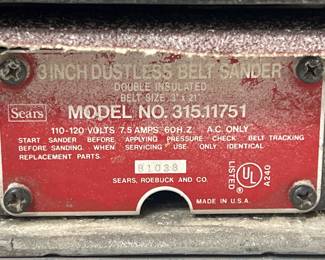 3 INCH DUSTLESS BELT SANDER
DOUBLE INSULATED
BELT SIZE: 3" x 21"
Sears
MODEL NO. 315.11751
110-120 VOLTS 7.5 AMPS 60H.Z A.C. ONLY
START SANDER BEFORE APPLYING PRESSURE CHECK BELT TRACKING
BEFORE SANDING. WHEN SERVICING USE ONLY IDENTICAL
REPLACEMENT PARTS.
81038
SEARS, ROEBUCK AND CO.
LISTED
UL
A240
MADE IN U.S.A.